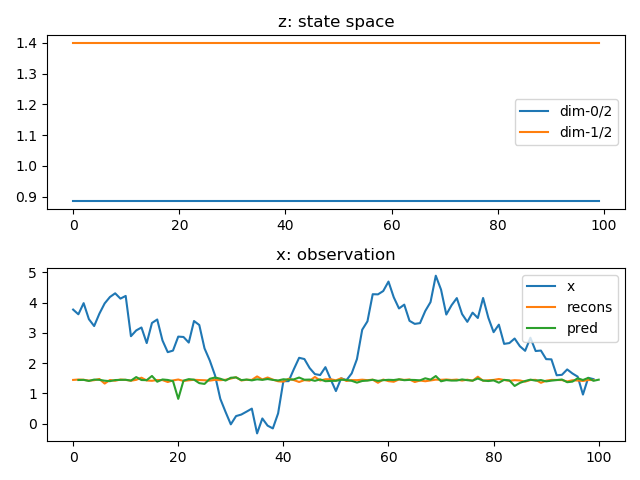 z: state space
1.4
1.3
1.2
1.1
1.0
0.9
dim-0/2
dim-1/2
0 20 40 60 80 100
x: observation
5
4
3
2
1
0
x
recons
pred
0 20 40 60 80 100